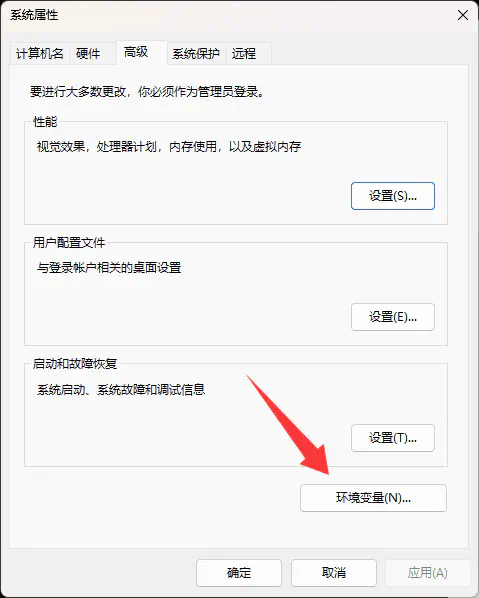 系统属性
计算机名 硬件 高级 系统保护 远程
要进行大多数更改，你必须作为管理员登录。
性能
视觉效果，处理器计划，内存使用，以及虚拟内存
设置(S)...
用户配置文件
与登录帐户相关的桌面设置
设置(E)...
启动和故障恢复
系统启动、系统故障和调试信息
设置(T)...
环境变量(N)...
确定 取消 应用(A)